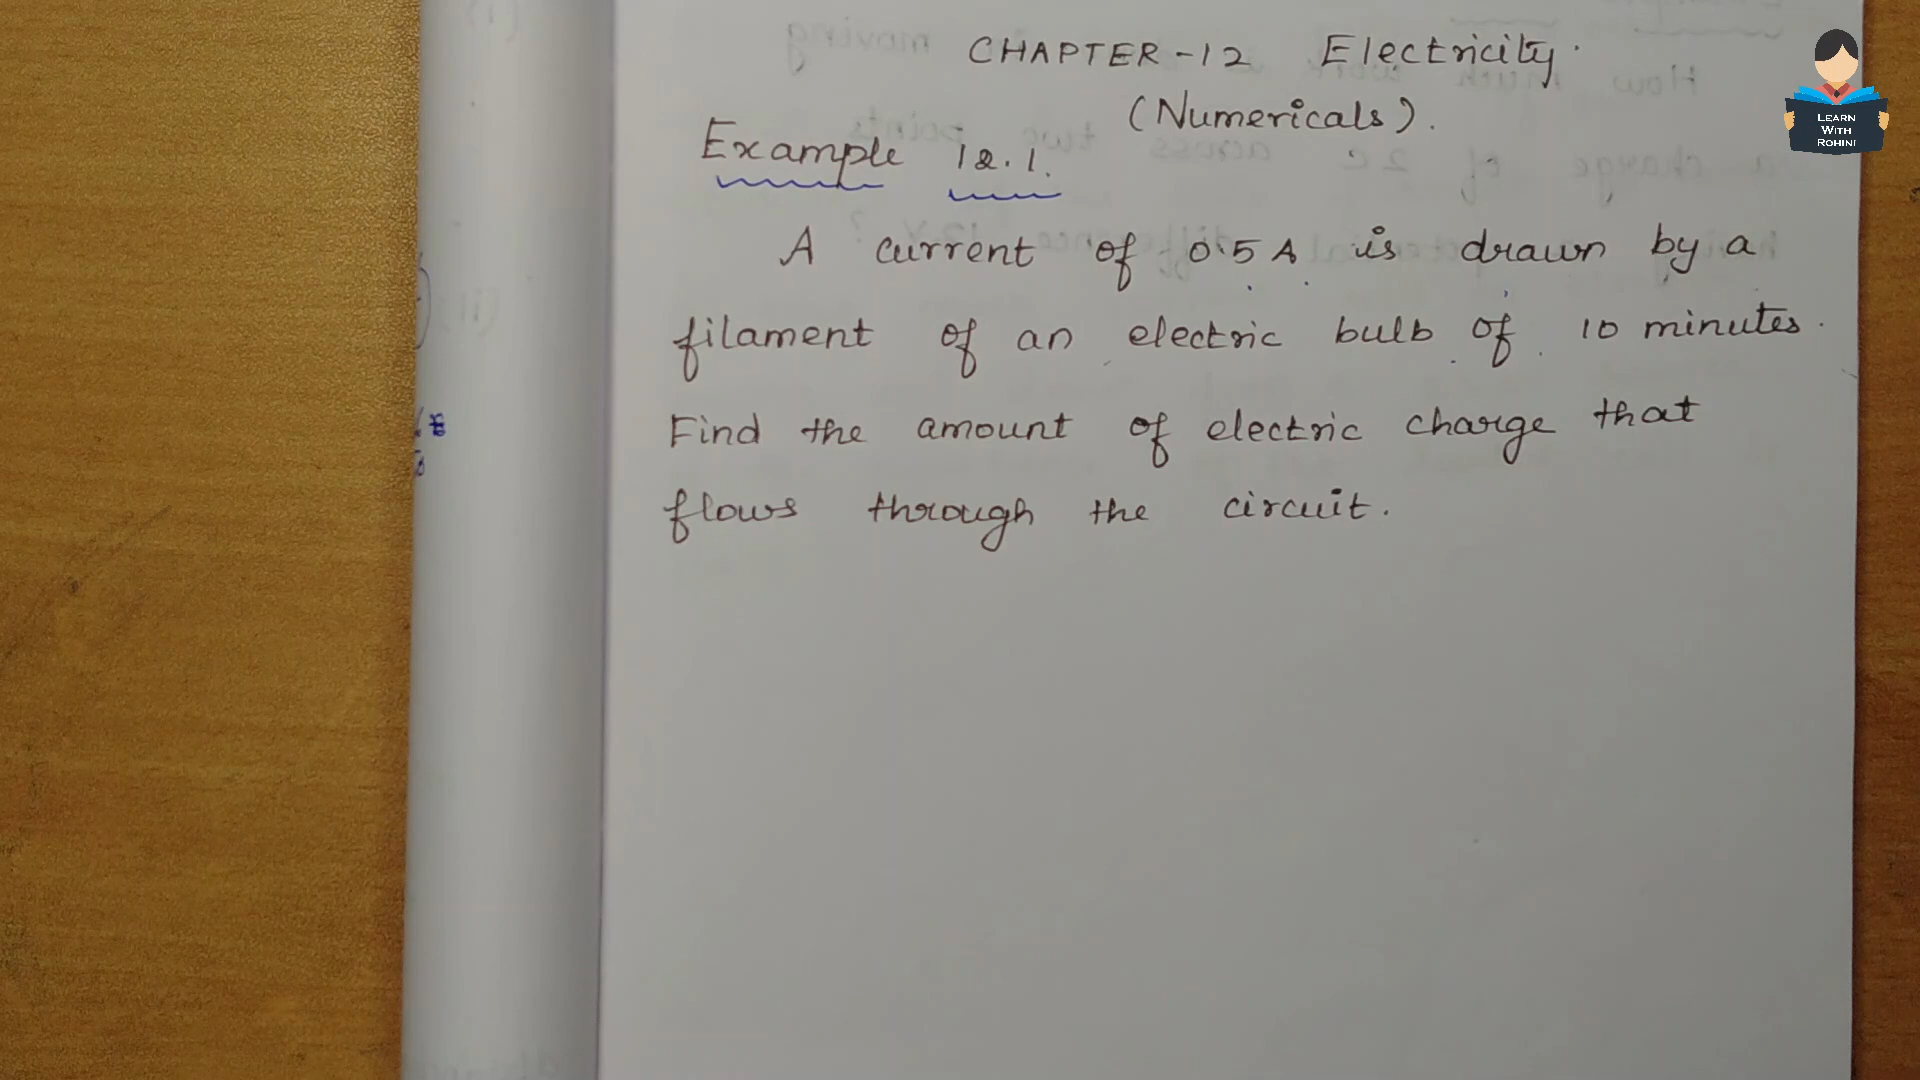 CHAPTER-12 Electricity.
(Numericals).
Example 12.1.
A current of 0.5 A is drawn by a
filament of an electric bulb of 10 minutes.
Find the amount of electric charge that
flows through the circuit.
LEARN
WITH
ROHINI